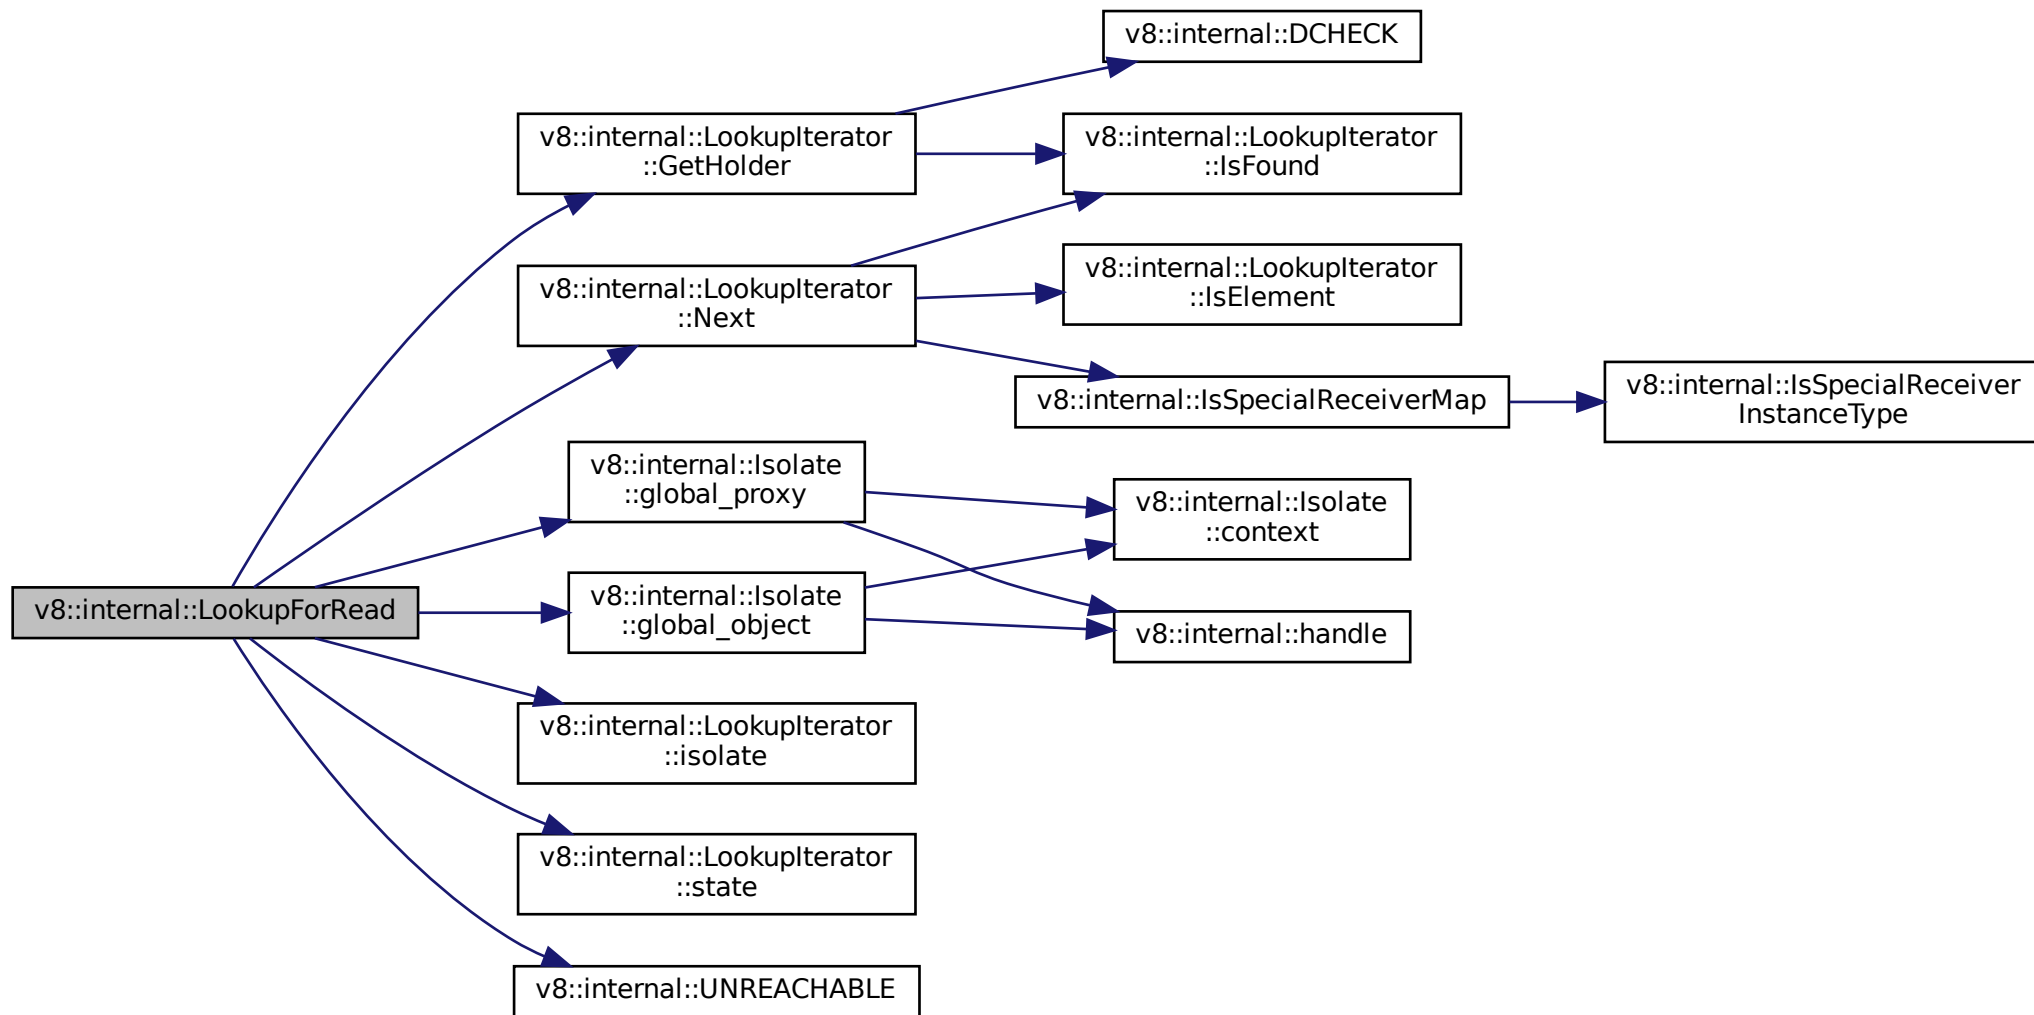 v8::internal::DCHECK
v8::internal::LookupIterator
::GetHolder
v8::internal::LookupIterator
::IsFound
v8::internal::LookupIterator
::IsElement
v8::internal::LookupIterator
::Next
v8::internal::IsSpecialReceiverMap
v8::internal::IsSpecialReceiver
InstanceType
v8::internal::Isolate
::global_proxy
v8::internal::Isolate
::context
v8::internal::LookupForRead
v8::internal::Isolate
::global_object
v8::internal::handle
v8::internal::LookupIterator
::isolate
v8::internal::LookupIterator
::state
v8::internal::UNREACHABLE